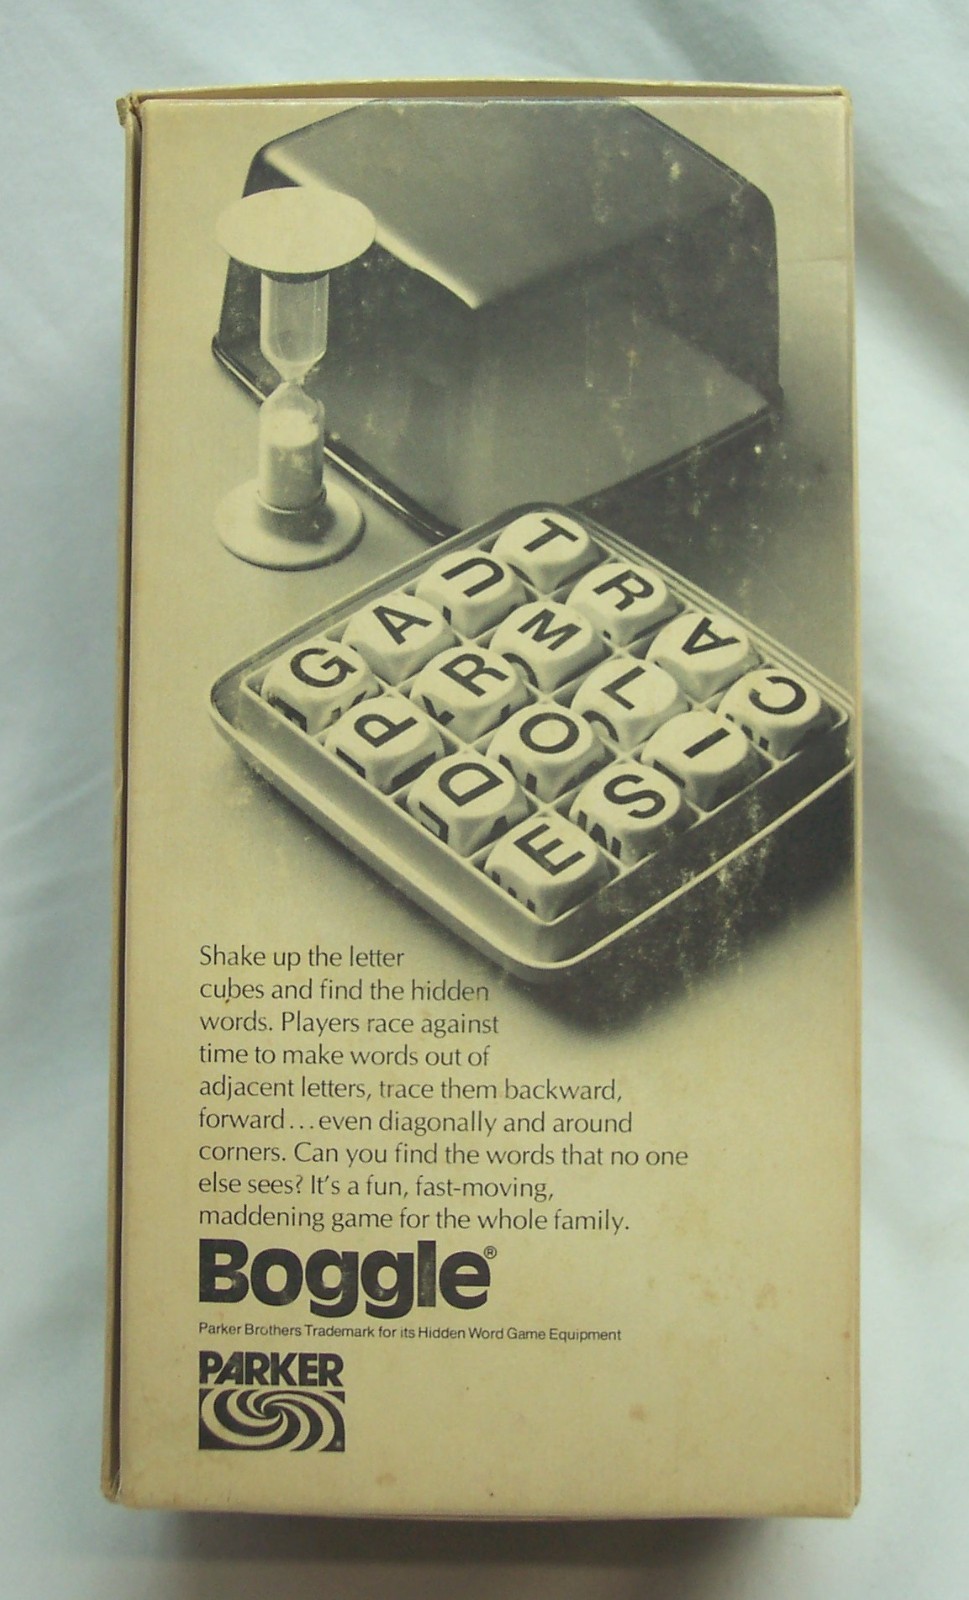 T
U R
A M A
G R L C
P O I
D S
E
Shake up the letter
cubes and find the hidden
words. Players race against
time to make words out of
adjacent letters, trace them backward,
forward...even diagonally and around
corners. Can you find the words that no one
else sees? It's a fun, fast-moving,
maddening game for the whole family.
Boggle®
Parker Brothers Trademark for its Hidden Word Game Equipment
PARKER